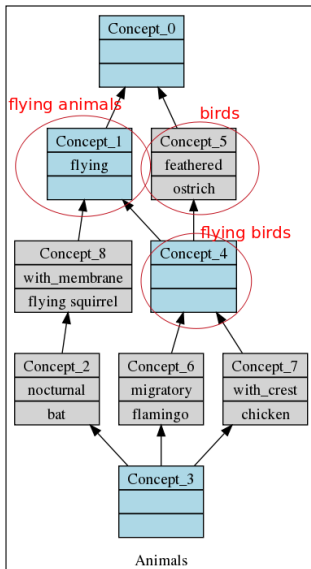 Concept_0
flying animals
birds
Concept_1
flying
Concept_5
feathered
ostrich
flying birds
Concept_8
with_membrane
flying squirrel
Concept_4
Concept_2
nocturnal
bat
Concept_6
migratory
flamingo
Concept_7
with_crest
chicken
Concept_3
Animals